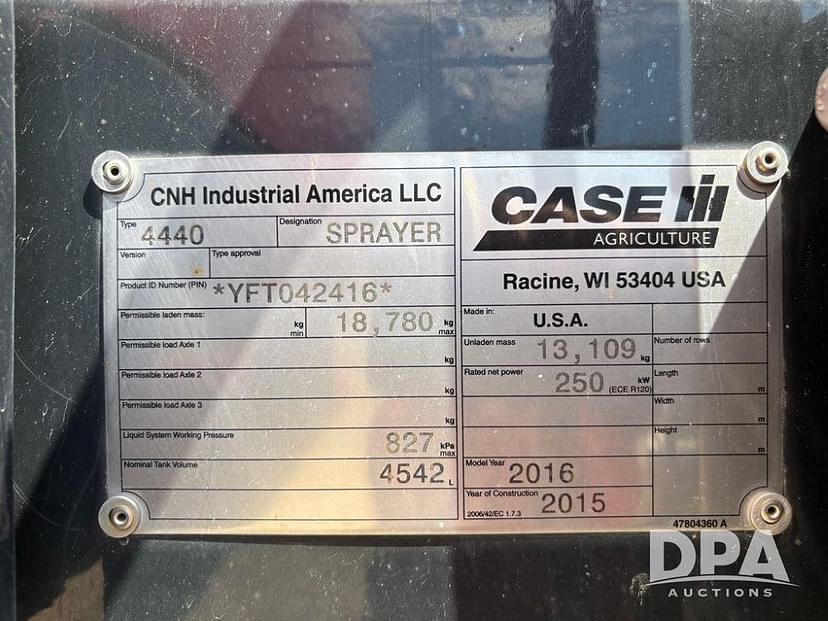 CNH Industrial America LLC
Type 4440 Designation SPRAYER
Version Type approval
Product ID Number (PIN) *YFT042416*
Permissible laden mass: kg min 18,780 kg max
Permissible load Axle 1 kg
Permissible load Axle 2 kg
Permissible load Axle 3 kg
Liquid System Working Pressure 827 kPa max
Nominal Tank Volume 4542 L
CASE IH
AGRICULTURE
Racine, WI 53404 USA
Made in: U.S.A.
Unladen mass 13,109 kg Number of rows
Rated net power 250 kW (ECE R120) Length m
Width m
Height m
Model Year 2016
Year of Construction 2015
2006/42/EC 1.7.3
47804360 A
DPA
AUCTIONS